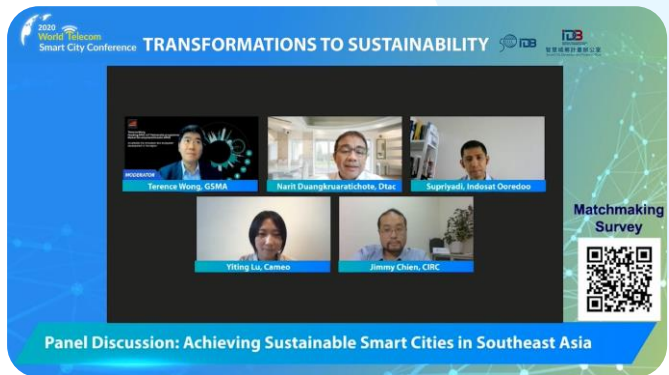 2020
World Telecom
Smart City Conference
TRANSFORMATIONS TO SUSTAINABILITY
IDB
IDB
MODERATOR
Terence Wong, GSMA
Narit Duangkruaratichote, Dtac
Supriyadi, Indosat Ooredoo
Yiting Lu, Cameo
Jimmy Chien, CIRC
Matchmaking
Survey
Panel Discussion: Achieving Sustainable Smart Cities in Southeast Asia